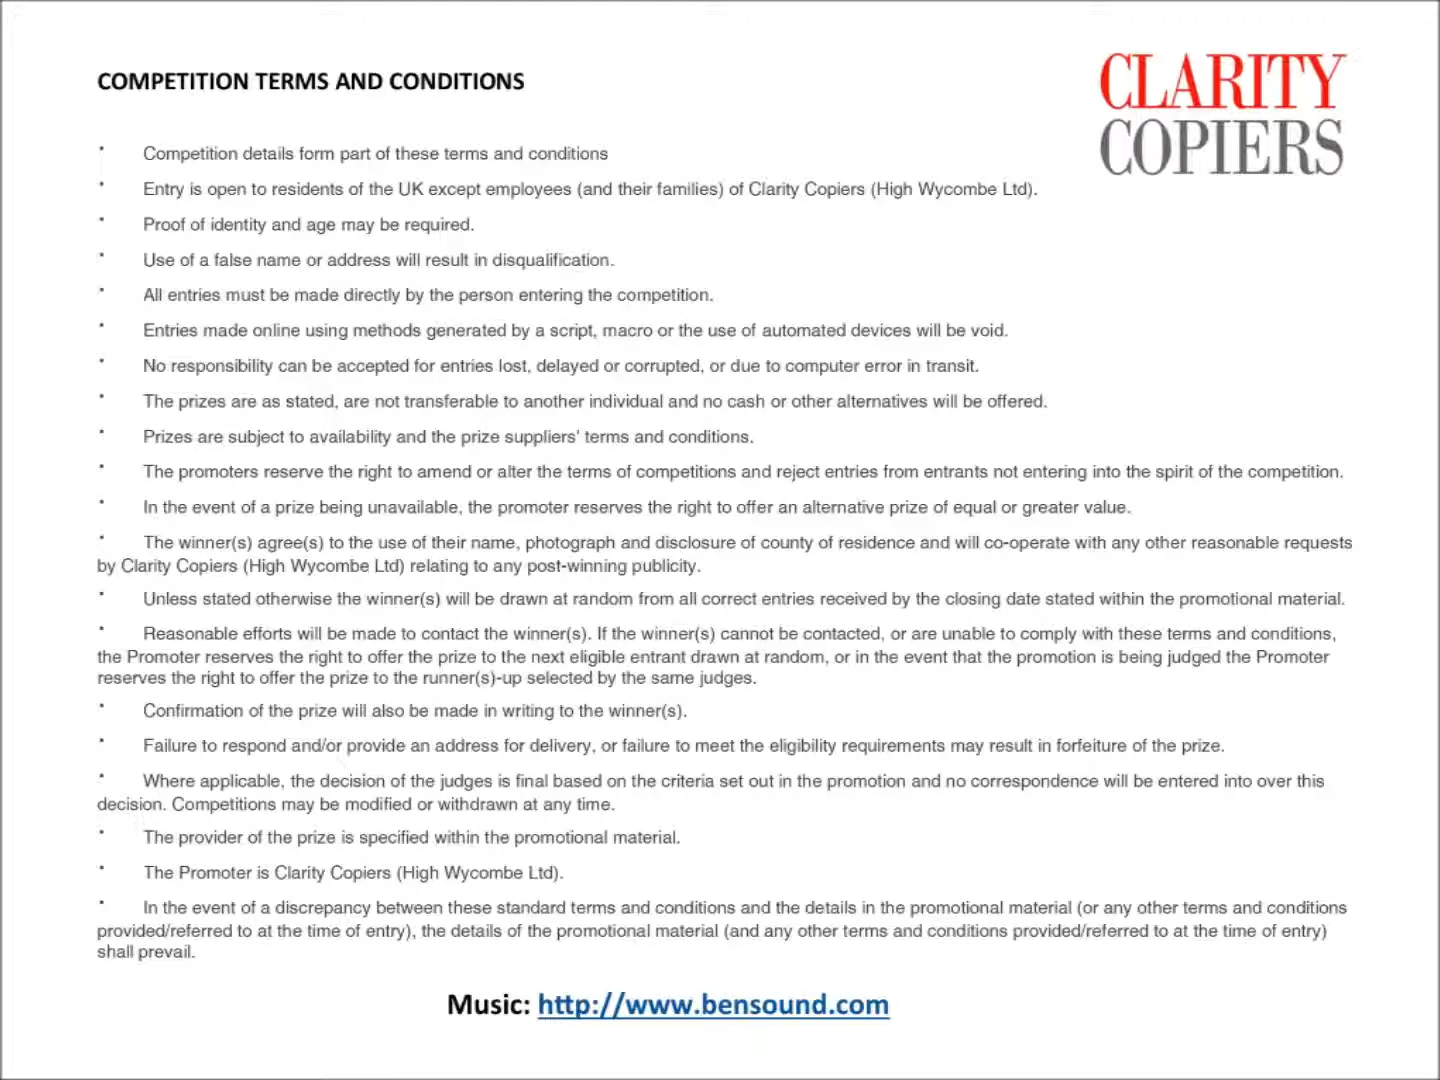 COMPETITION TERMS AND CONDITIONS
CLARITY
COPIERS
• Competition details form part of these terms and conditions
• Entry is open to residents of the UK except employees (and their families) of Clarity Copiers (High Wycombe Ltd).
• Proof of identity and age may be required.
• Use of a false name or address will result in disqualification.
• All entries must be made directly by the person entering the competition.
• Entries made online using methods generated by a script, macro or the use of automated devices will be void.
• No responsibility can be accepted for entries lost, delayed or corrupted, or due to computer error in transit.
• The prizes are as stated, are not transferable to another individual and no cash or other alternatives will be offered.
• Prizes are subject to availability and the prize suppliers' terms and conditions.
• The promoters reserve the right to amend or alter the terms of competitions and reject entries from entrants not entering into the spirit of the competition.
• In the event of a prize being unavailable, the promoter reserves the right to offer an alternative prize of equal or greater value.
• The winner(s) agree(s) to the use of their name, photograph and disclosure of county of residence and will co-operate with any other reasonable requests
by Clarity Copiers (High Wycombe Ltd) relating to any post-winning publicity.
• Unless stated otherwise the winner(s) will be drawn at random from all correct entries received by the closing date stated within the promotional material.
• Reasonable efforts will be made to contact the winner(s). If the winner(s) cannot be contacted, or are unable to comply with these terms and conditions,
the Promoter reserves the right to offer the prize to the next eligible entrant drawn at random, or in the event that the promotion is being judged the Promoter
reserves the right to offer the prize to the runner(s)-up selected by the same judges.
• Confirmation of the prize will also be made in writing to the winner(s).
• Failure to respond and/or provide an address for delivery, or failure to meet the eligibility requirements may result in forfeiture of the prize.
• Where applicable, the decision of the judges is final based on the criteria set out in the promotion and no correspondence will be entered into over this
decision. Competitions may be modified or withdrawn at any time.
• The provider of the prize is specified within the promotional material.
• The Promoter is Clarity Copiers (High Wycombe Ltd).
• In the event of a discrepancy between these standard terms and conditions and the details in the promotional material (or any other terms and conditions
provided/referred to at the time of entry), the details of the promotional material (and any other terms and conditions provided/referred to at the time of entry)
shall prevail.
Music: http://www.bensound.com